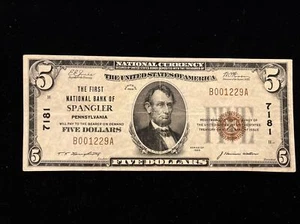 NATIONAL CURRENCY
5 THE UNITED STATES OF AMERICA 5
THE FIRST
NATIONAL BANK OF
SPANGLER
PENNSYLVANIA
WILL PAY TO THE BEARER ON DEMAND
FIVE DOLLARS
B001229A
7181
B001229A
7181
5 FIVE DOLLARS 5